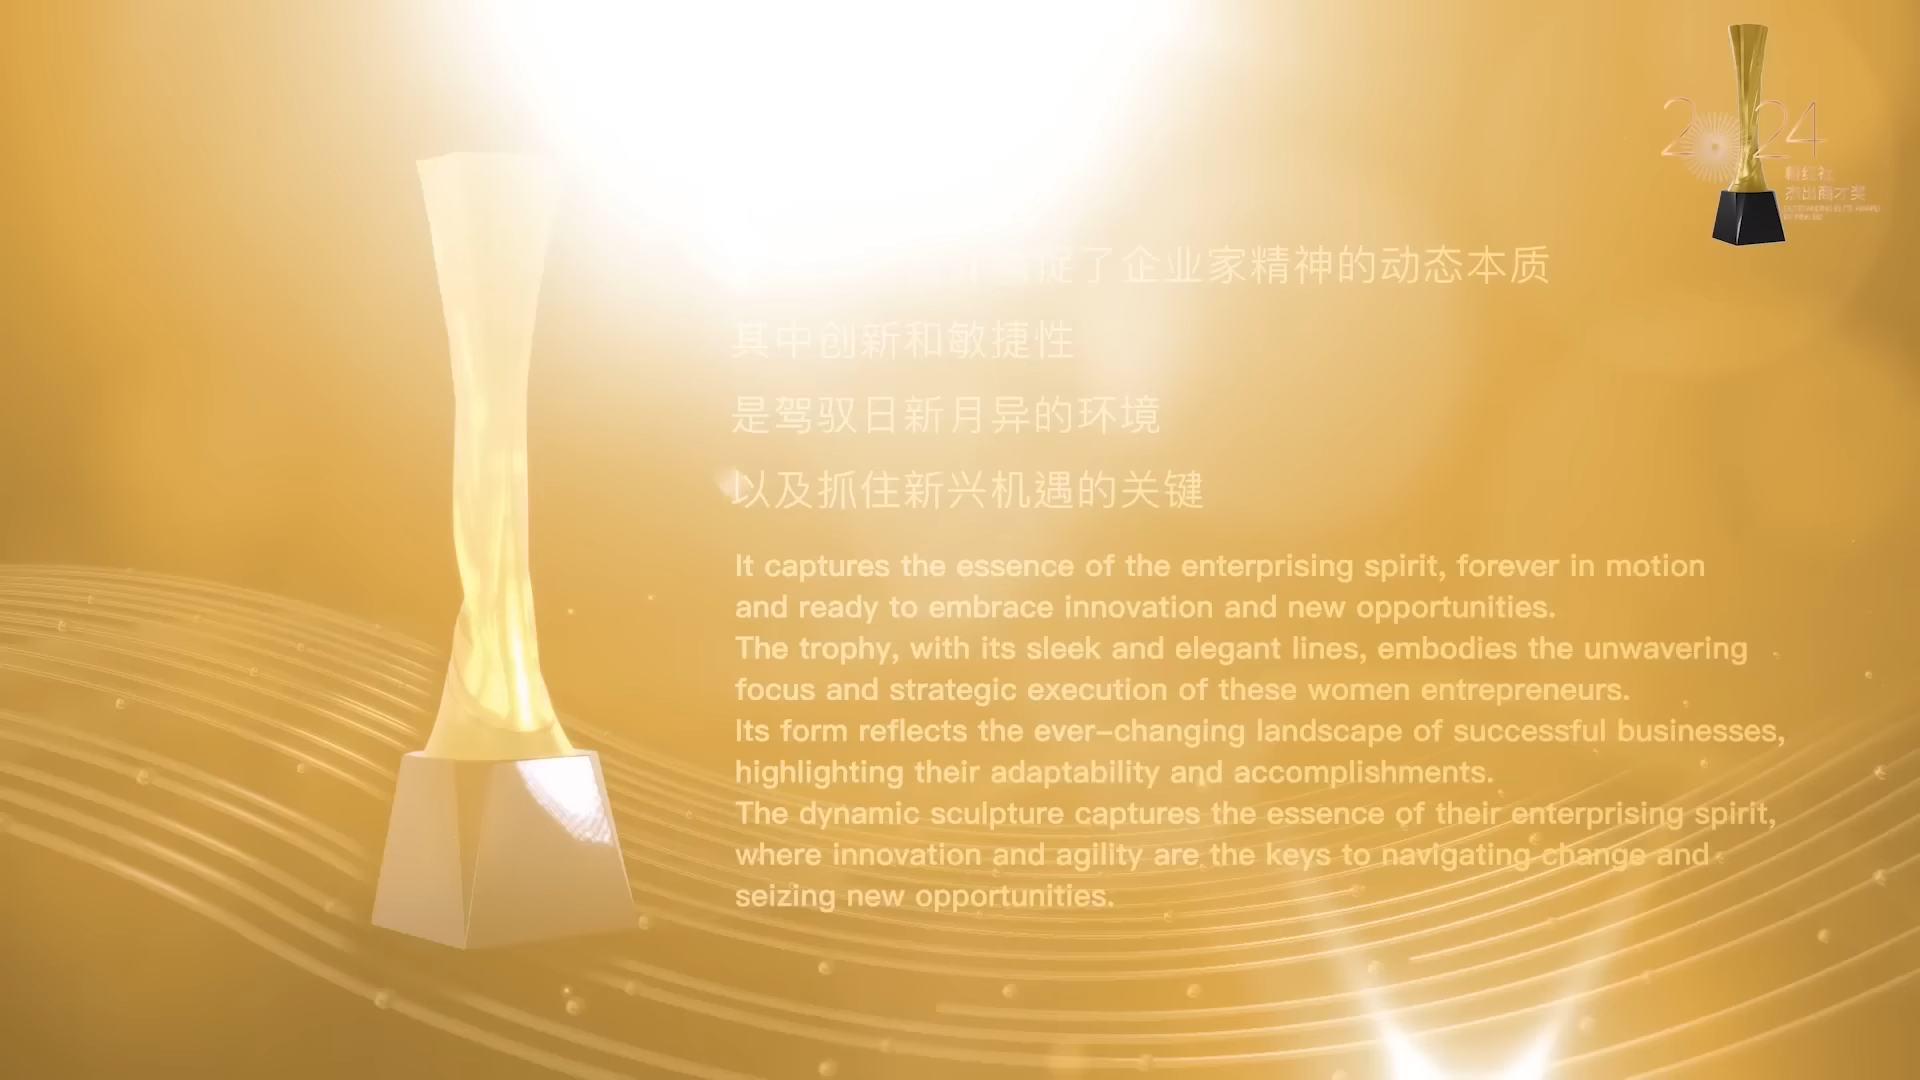 2024
杰出商才奖
捉了企业家精神的动态本质
其中创新和敏捷性
是驾驭日新月异的环境
以及抓住新兴机遇的关键
It captures the essence of the enterprising spirit, forever in motion
and ready to embrace innovation and new opportunities.
The trophy, with its sleek and elegant lines, embodies the unwavering
focus and strategic execution of these women entrepreneurs.
Its form reflects the ever–changing landscape of successful businesses,
highlighting their adaptability and accomplishments.
The dynamic sculpture captures the essence of their enterprising spirit,
where innovation and agility are the keys to navigating change and
seizing new opportunities.